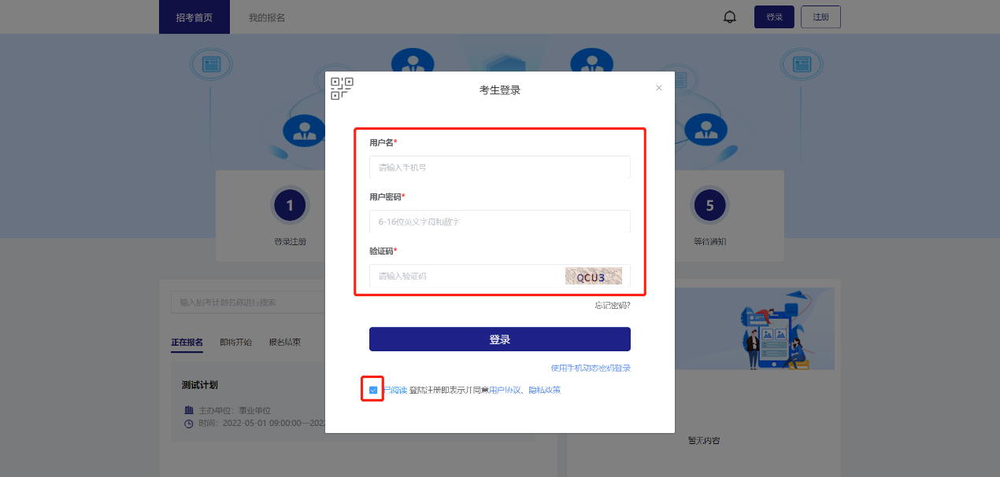 招考首页 我的报名 登录 注册
考生登录 ×
用户名*
请输入手机号
用户密码*
6-16位英文字母和数字
1 5
登录注册 等待通知
验证码*
请输入验证码 QCU3
输入招考计划名称进行搜索
忘记密码?
登录
正在报名 即将开始 报名结束
使用手机动态密码登录
测试计划
已阅读 登陆注册即表示并同意用户协议、隐私政策
主办单位：事业单位
时间：2022-05-01 09:00:00—202
暂无内容